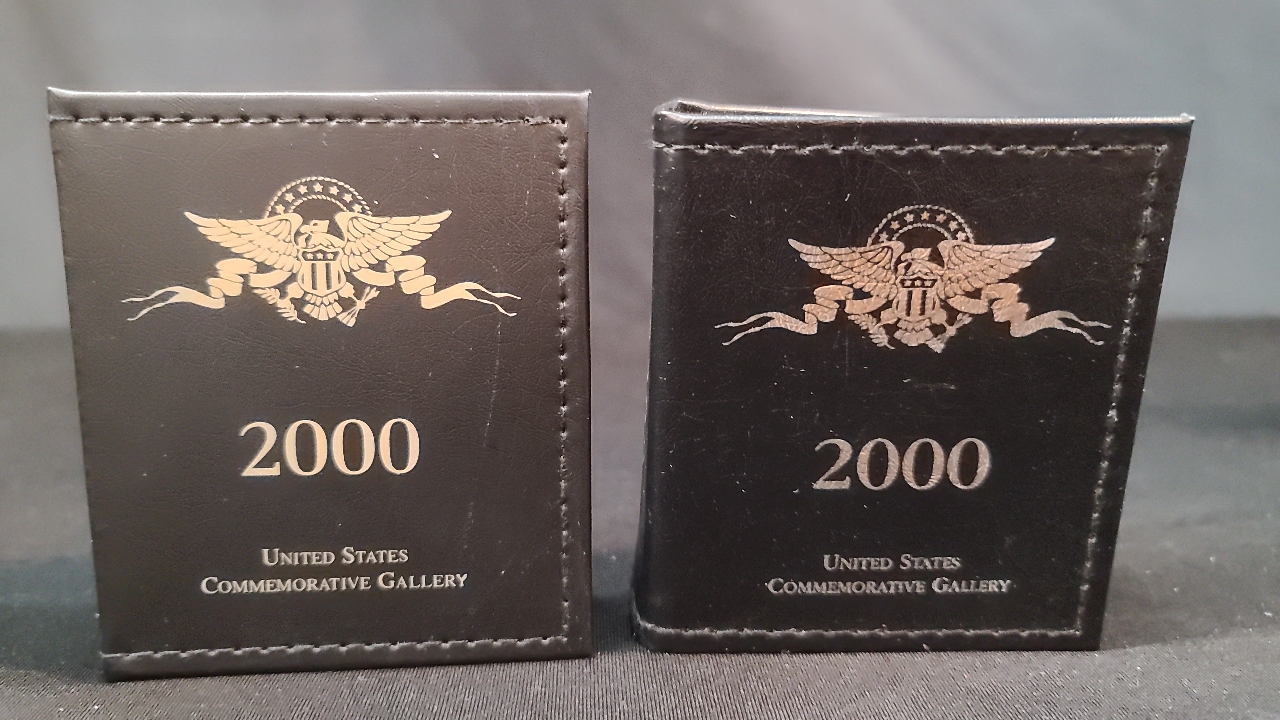 2000
United States
Commemorative Gallery
2000
United States
Commemorative Gallery